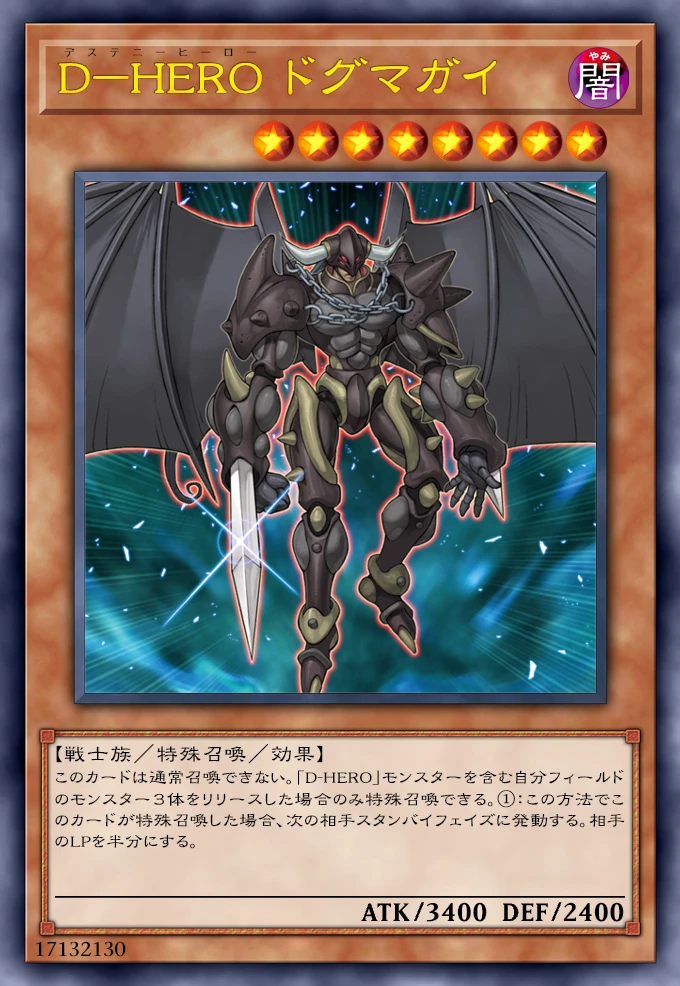 デステニーヒーロー
D－HERO ドグマガイ
やみ
闇
【戦士族／特殊召喚／効果】
このカードは通常召喚できない。「D-HERO」モンスターを含む自分フィールド
のモンスター３体をリリースした場合のみ特殊召喚できる。①：この方法でこ
のカードが特殊召喚した場合、次の相手スタンバイフェイズに発動する。相手
のLPを半分にする。
ATK/3400 DEF/2400
17132130